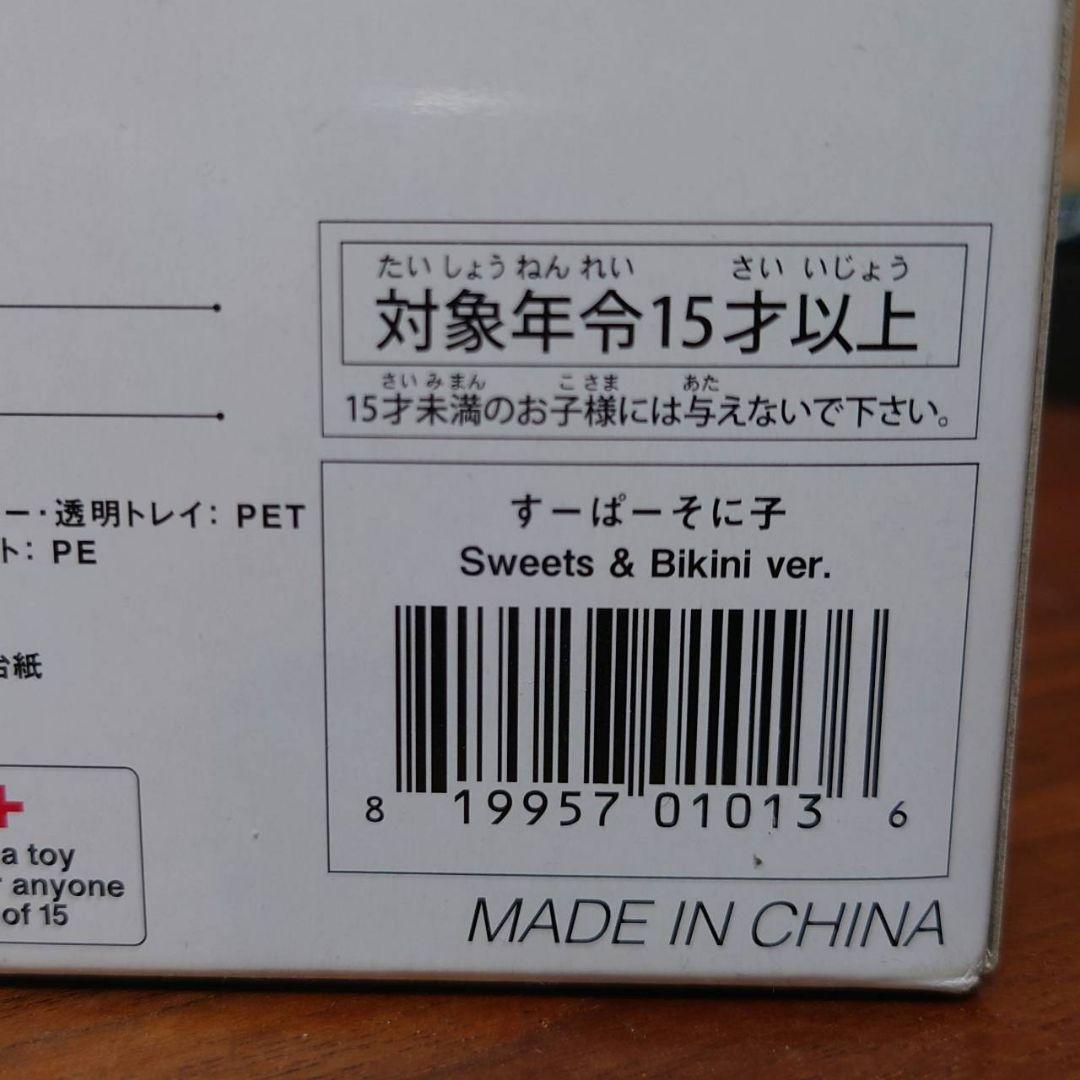 たい しょう ねん れい さい いじょう
対象年令15才以上
さい み まん こ さま あた
15才未満のお子様には与えないで下さい。
ー・透明トレイ: PET
ト: PE
台紙
すーぱーそに子
Sweets & Bikini ver.
8 19957 01013 6
a toy
anyone
of 15
MADE IN CHINA